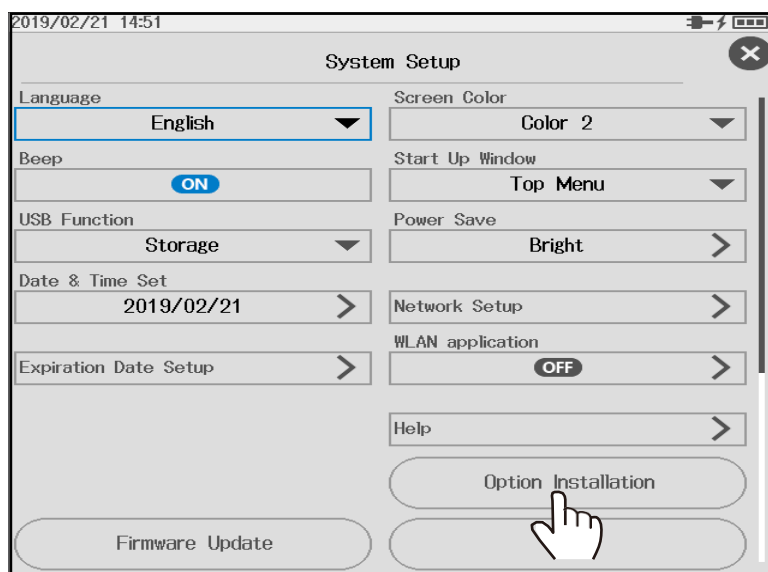 2019/02/21 14:51
System Setup
Language
English
Screen Color
Color 2
Beep
ON
Start Up Window
Top Menu
USB Function
Storage
Power Save
Bright
Date & Time Set
2019/02/21
Network Setup
WLAN application
Expiration Date Setup
OFF
Help
Option Installation
Firmware Update